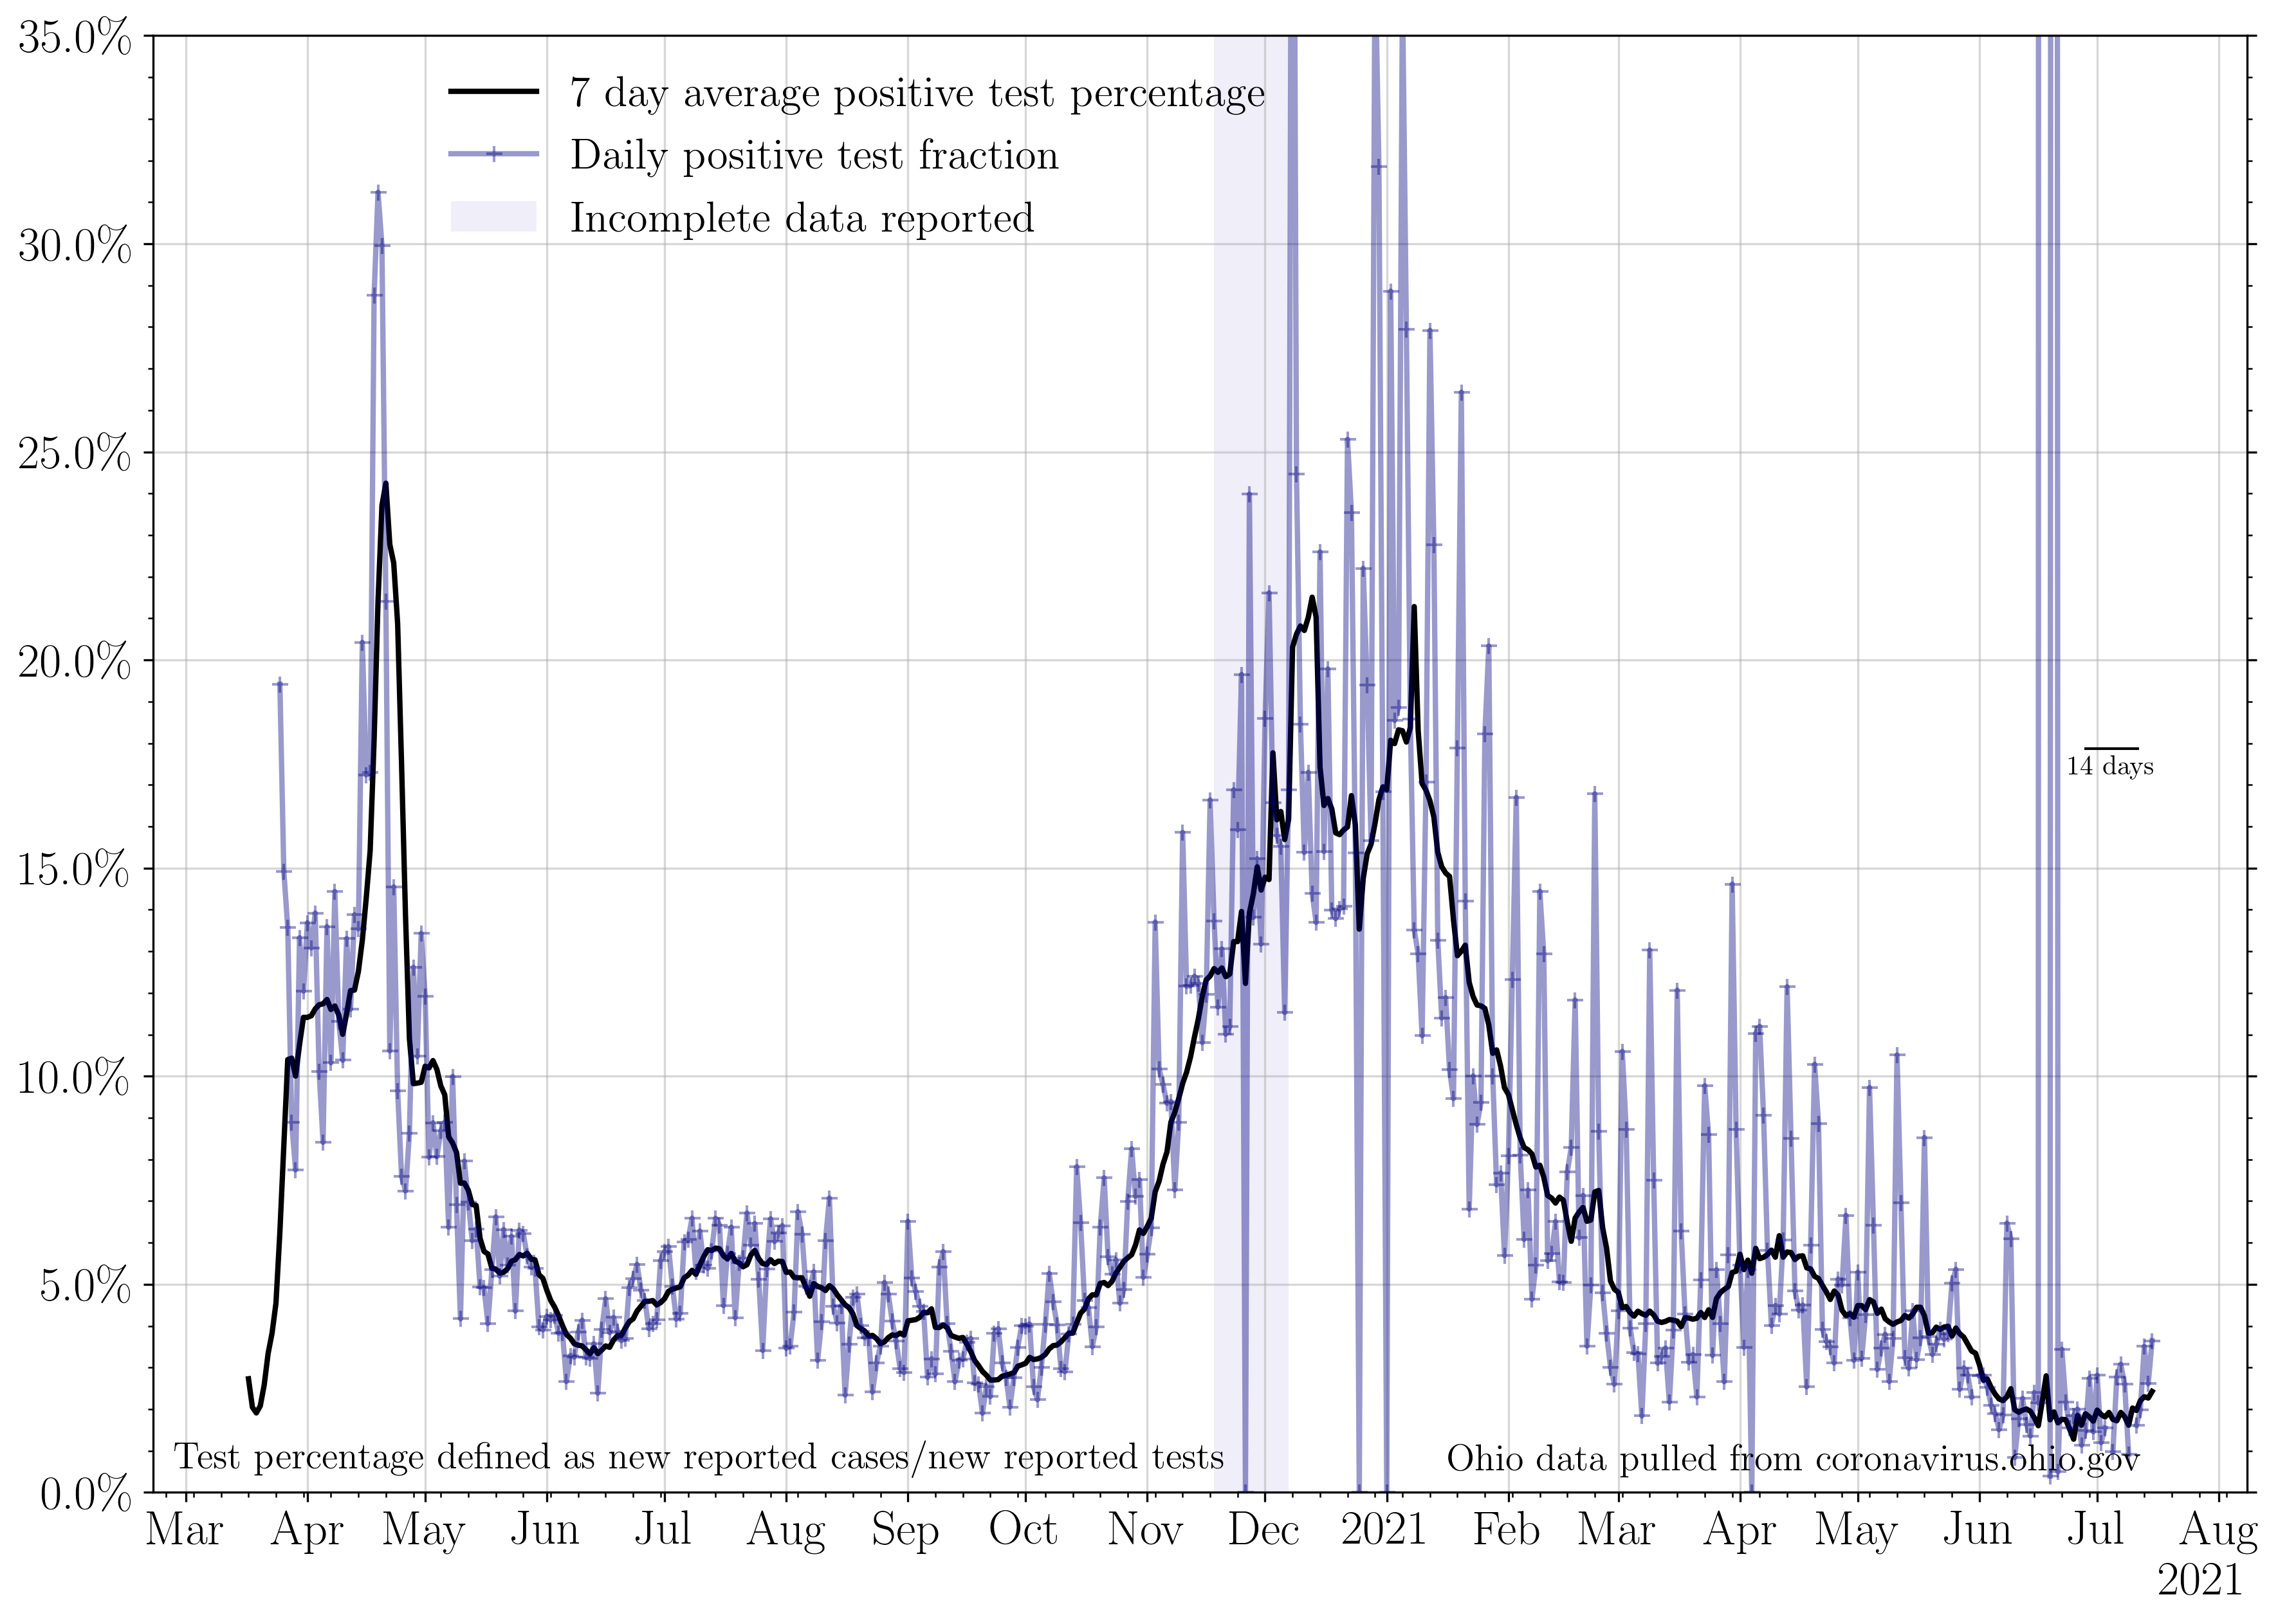 35.0%
30.0%
25.0%
20.0%
15.0%
10.0%
5.0%
0.0%
7 day average positive test percentage
Daily positive test fraction
Incomplete data reported
14 days
Test percentage defined as new reported cases/new reported tests
Ohio data pulled from coronavirus.ohio.gov
Mar Apr May Jun Jul Aug Sep Oct Nov Dec 2021 Feb Mar Apr May Jun Jul Aug
2021